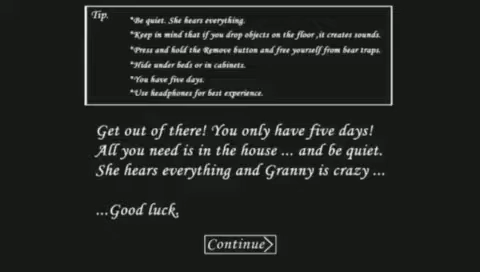 Tip.
*Be quiet. She hears everything.
*Keep in mind that if you drop objects on the floor ,it creates sounds.
*Press and hold the Remove button and free yourself from bear traps.
*Hide under beds or in cabinets.
*You have five days.
*Use headphones for best experience.
Get out of there! You only have five days!
All you need is in the house ... and be quiet.
She hears everything and Granny is crazy ...
...Good luck.
Continue